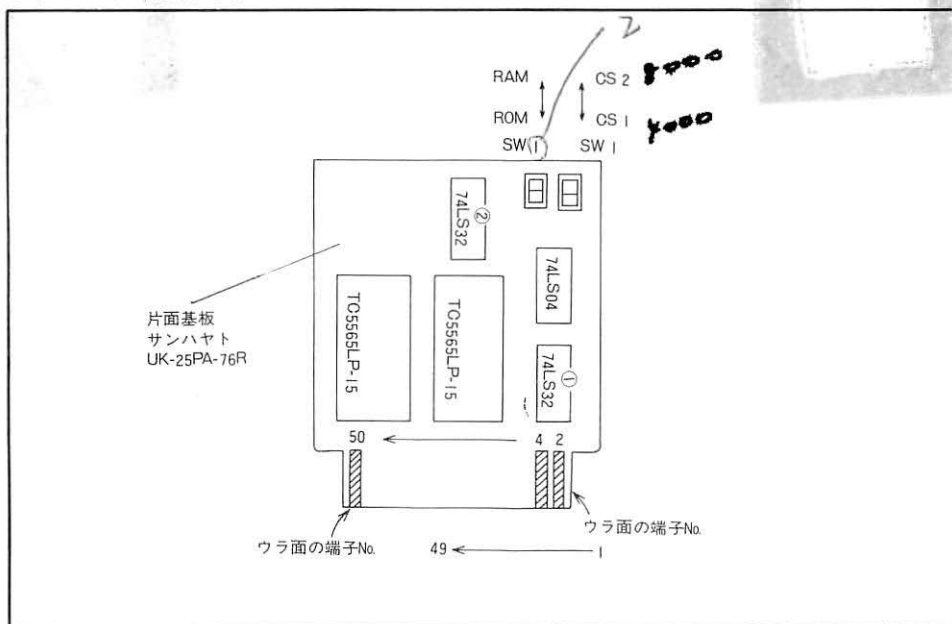 2
RAM CS 2 8000
ROM CS 1 4000
SW 1 SW 1
74LS32 ②
74LS04
TC5565LP-15
TC5565LP-15
74LS32 ①
片面基板
サンハヤト
UK-25PA-76R
50 4 2
ウラ面の端子No.
ウラ面の端子No.
49 1